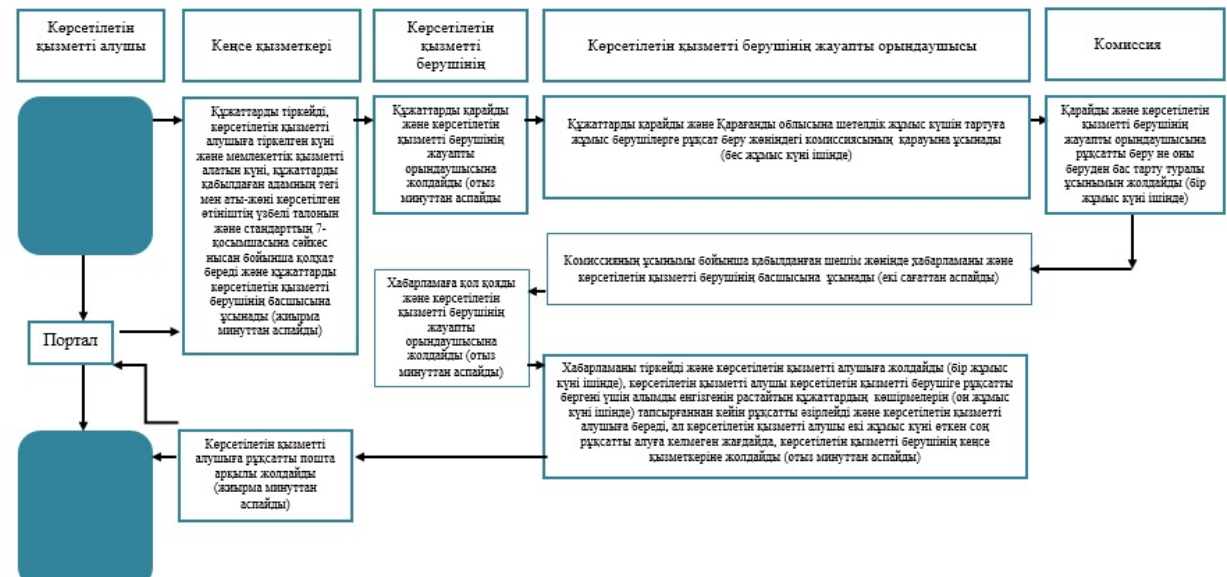 Көрсетілетін
қызметті алушы
Кеңсе қызметкері
Көрсетілетін
қызметті
берушінің
Көрсетілетін қызметті берушінің жауапты орындаушысы
Комиссия
Құжаттарды тіркейді,
көрсетілетін қызметті
алушыға тіркелген күні
және мемлекеттік қызметті
алатын күні, құжаттарды
қабылдаған адамның тегі
мен аты-жөні көрсетілген
өтініштің үзбелі талонын
және стандарттың 7-
қосымшасына сәйкес
нысан бойынша қолхат
береді және құжаттарды
көрсетілетін қызметті
берушінің басшысына
ұсынады (жиырма
минуттан аспайды)
Құжаттарды қарайды
және көрсетілетін
қызметті берушінің
жауапты
орындаушысына
жолдайды (отыз
минуттан аспайды
Құжаттарды қарайды және Қарағанды облысына шетелдік жұмыс күшін тартуға
жұмыс берушілерге рұқсат беру жөніндегі комиссиясының қарауына ұсынады
(бес жұмыс күні ішінде)
Қарайды және көрсетілетін
қызметті берушінің
жауапты орындаушысына
рұқсатты беру не оны
беруден бас тарту туралы
ұсынымын жолдайды (бір
жұмыс күні ішінде)
Комиссияның ұсынымы бойынша қабылданған шешім жөнінде хабарламаны және
көрсетілетін қызметті берушінің басшысына ұсынады (екі сағаттан аспайды)
Хабарламаға қол қояды
және көрсетілетін
қызметті берушінің
жауапты
орындаушысына
жолдайды (отыз
минуттан аспайды)
Портал
Хабарламаны тіркейді және көрсетілетін қызметті алушыға жолдайды (бір жұмыс
күні ішінде), көрсетілетін қызметті алушы көрсетілетін қызметті берушіге рұқсатты
бергені үшін алымды енгізгенін растайтын құжаттардың көшірмелерін (он жұмыс
күні ішінде) тапсырғаннан кейін рұқсатты әзірлейді және көрсетілетін қызметті
алушыға береді, ал көрсетілетін қызметті алушы екі жұмыс күні өткен соң
рұқсатты алуға келмеген жағдайда, көрсетілетін қызметті берушінің кеңсе
қызметкеріне жолдайды (отыз минуттан аспайды)
Көрсетілетін қызметті
алушыға рұқсатты пошта
арқылы жолдайды
(жиырма минуттан
аспайды)